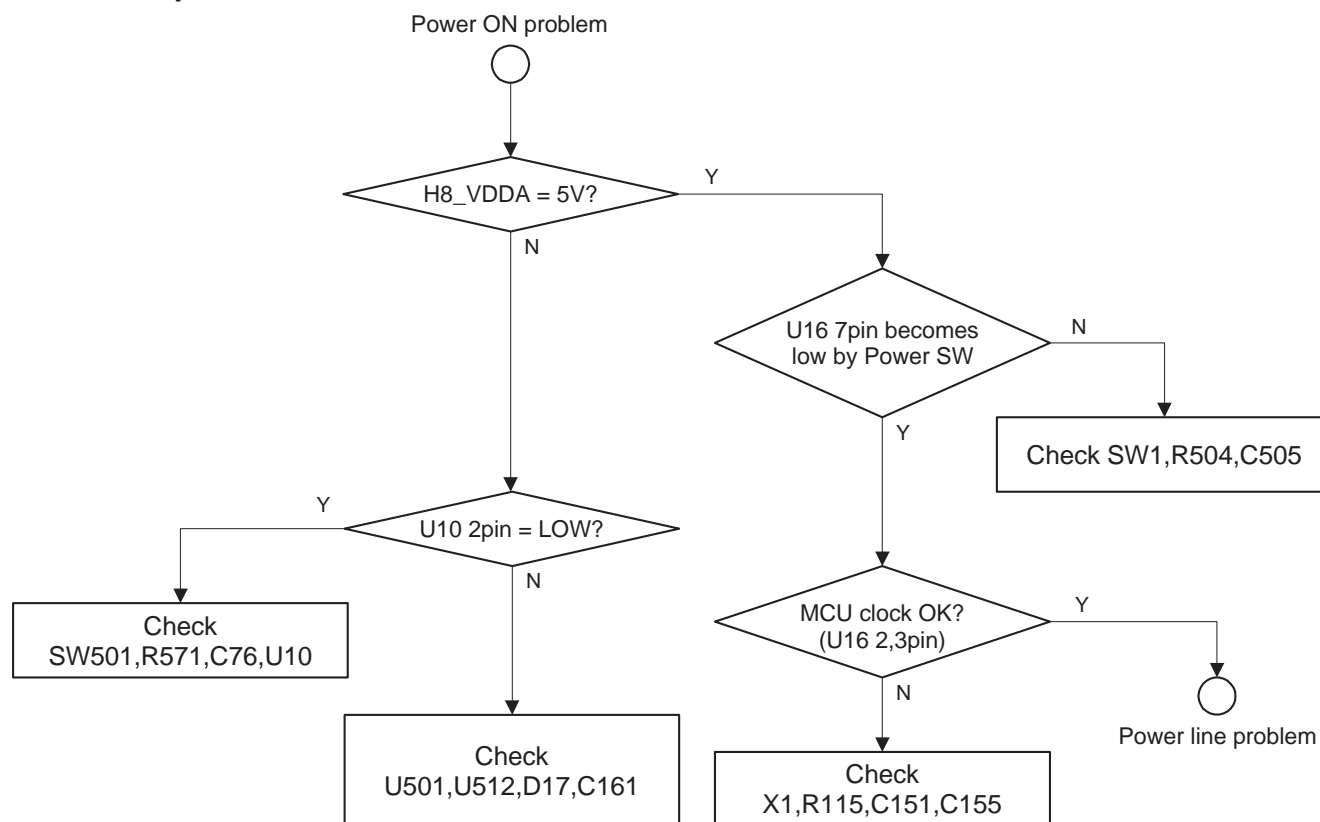 Power ON problem
H8_VDDA = 5V?
Y
N
U16 7pin becomes
low by Power SW
N
Y
Check SW1,R504,C505
Y
U10 2pin = LOW?
N
Check
SW501,R571,C76,U10
MCU clock OK?
(U16 2,3pin)
Y
N
Power line problem
Check
U501,U512,D17,C161
Check
X1,R115,C151,C155